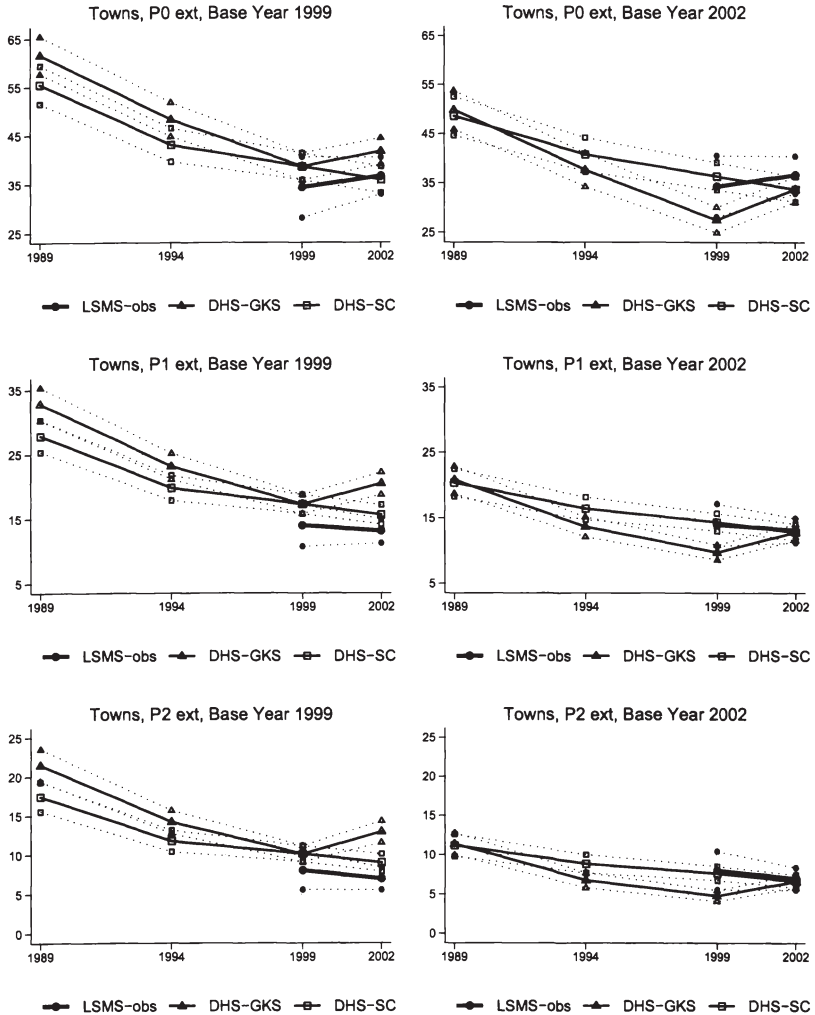 Towns, P0 ext, Base Year 1999
65
55
45
35
25
1989 1994 1999 2002
LSMS-obs DHS-GKS DHS-SC
Towns, P0 ext, Base Year 2002
65
55
45
35
25
1989 1994 1999 2002
LSMS-obs DHS-GKS DHS-SC
Towns, P1 ext, Base Year 1999
35
25
15
5
1989 1994 1999 2002
LSMS-obs DHS-GKS DHS-SC
Towns, P1 ext, Base Year 2002
35
25
15
5
1989 1994 1999 2002
LSMS-obs DHS-GKS DHS-SC
Towns, P2 ext, Base Year 1999
25
20
15
10
5
0
1989 1994 1999 2002
LSMS-obs DHS-GKS DHS-SC
Towns, P2 ext, Base Year 2002
25
20
15
10
5
0
1989 1994 1999 2002
LSMS-obs DHS-GKS DHS-SC